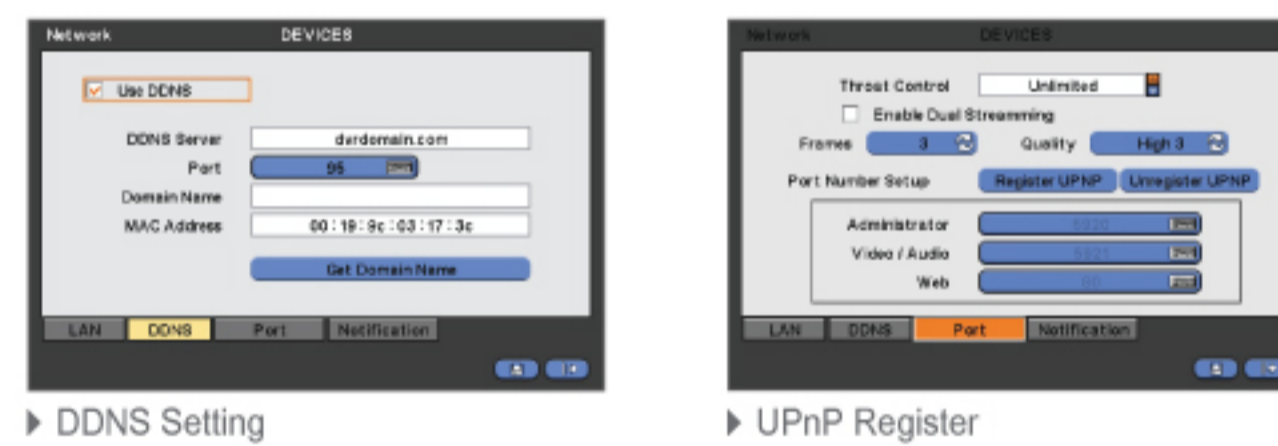 Network DEVICES
Use DDNS
DDNS Server dvrdomain.com
Port 95
Domain Name
MAC Address 00:19:9c:03:17:3c
Get Domain Name
LAN DDNS Port Notification
DDNS Setting
Network DEVICES
Throat Control Unlimited
Enable Dual Streamming
Frames 3 Quality High 3
Port Number Setup Register UPNP Unregister UPNP
Administrator 5920
Video / Audio 5921
Web 80
LAN DDNS Port Notification
UPnP Register